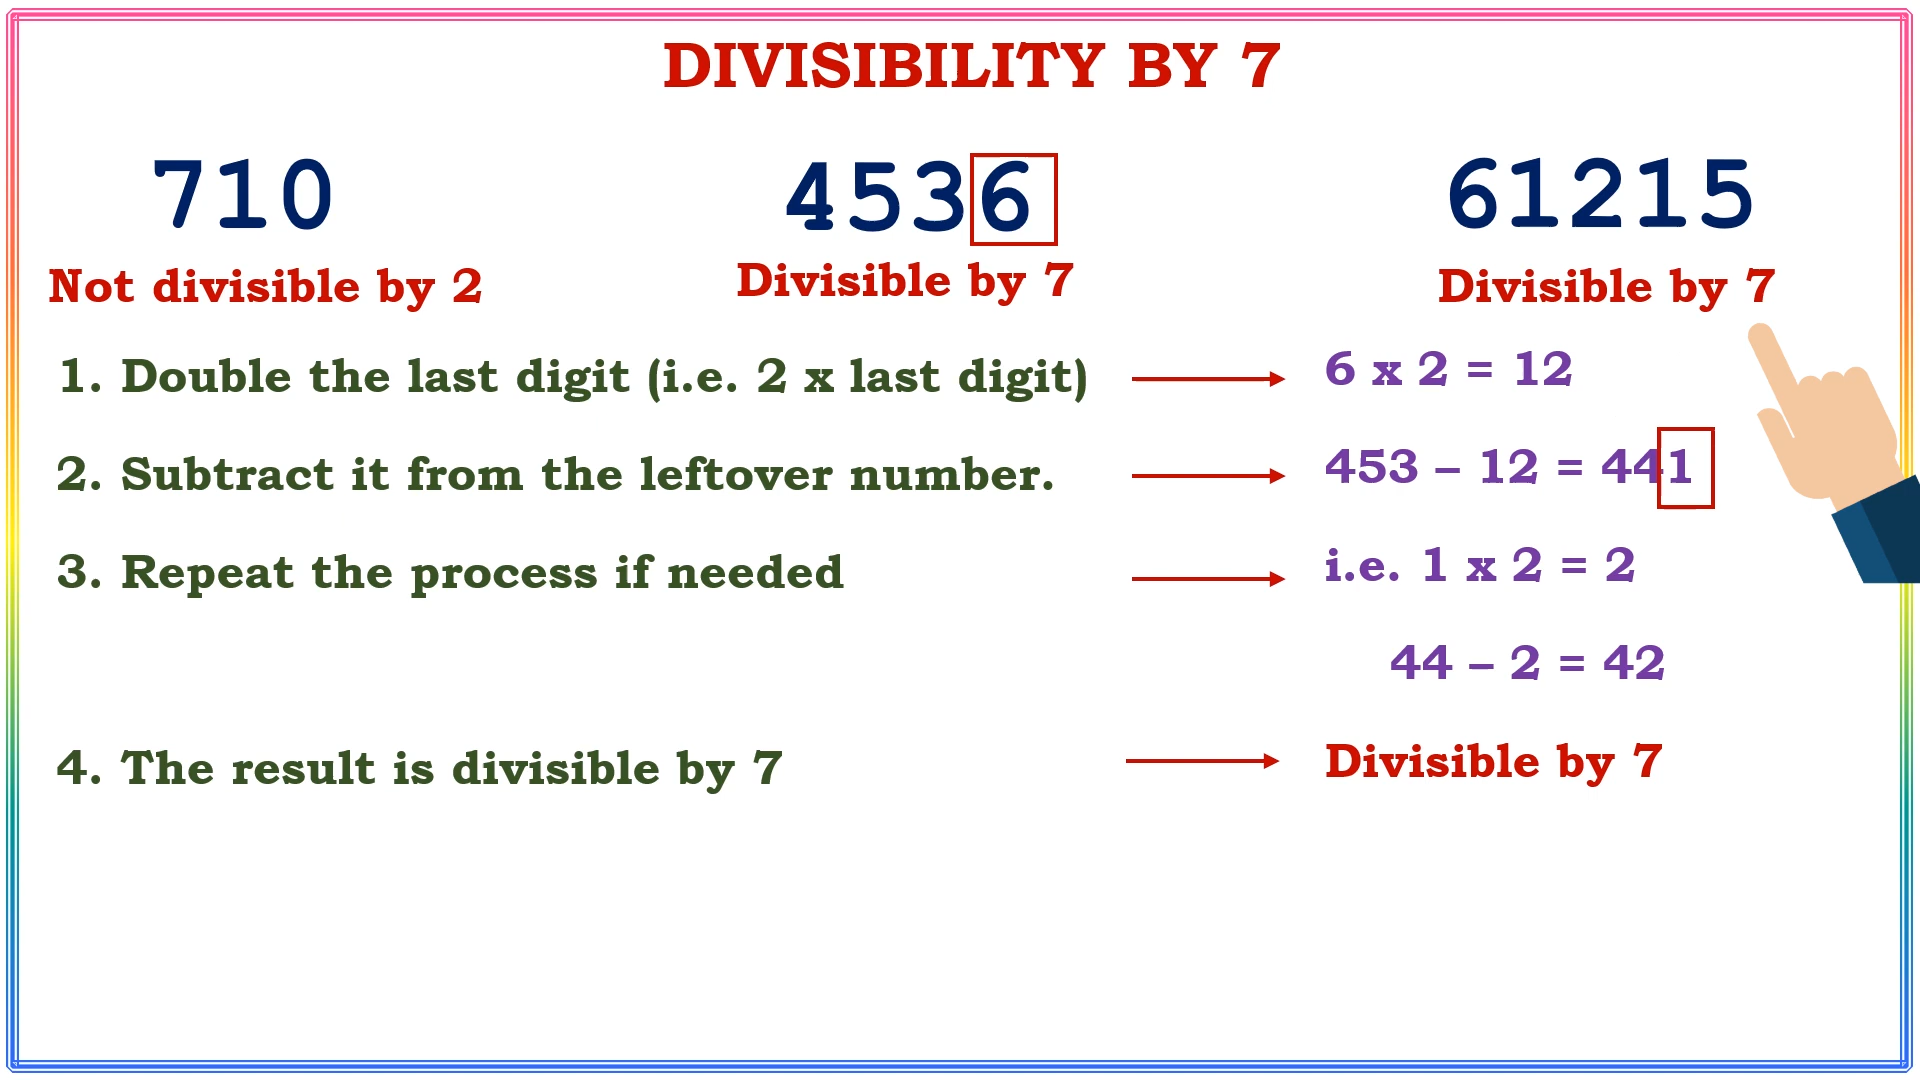 DIVISIBILITY BY 7
710 4536 61215
Not divisible by 2 Divisible by 7 Divisible by 7
1. Double the last digit (i.e. 2 x last digit) 6 x 2 = 12
2. Subtract it from the leftover number. 453 – 12 = 441
3. Repeat the process if needed i.e. 1 x 2 = 2
44 – 2 = 42
4. The result is divisible by 7 Divisible by 7